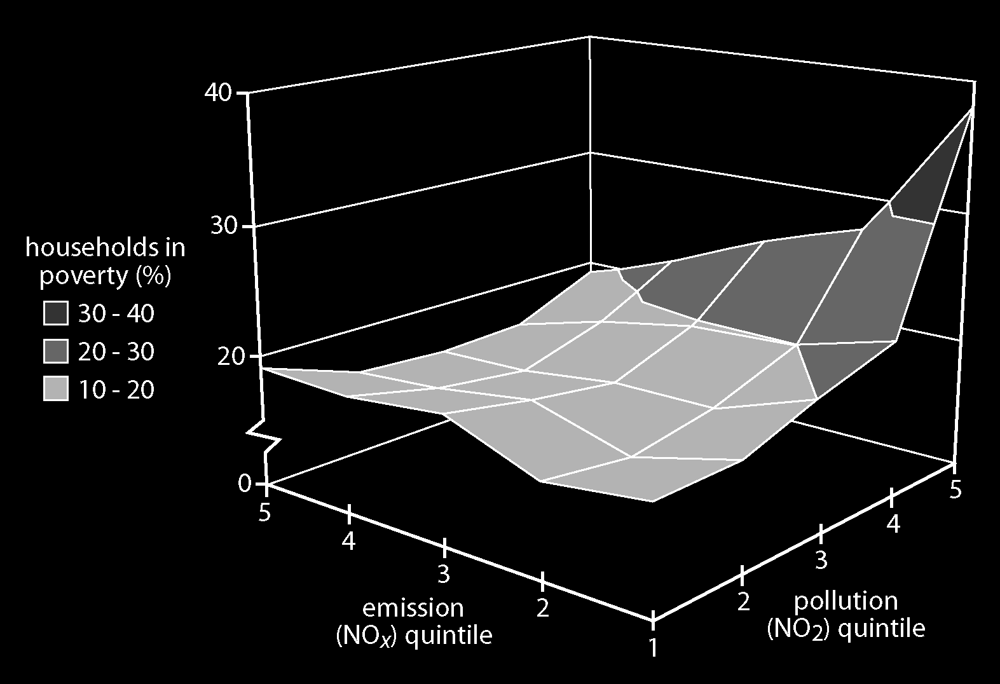 40
30
20
0
households in
poverty (%)
30 - 40
20 - 30
10 - 20
5
4
3
2
1
2
3
4
5
emission
(NOx) quintile
pollution
(NO2) quintile